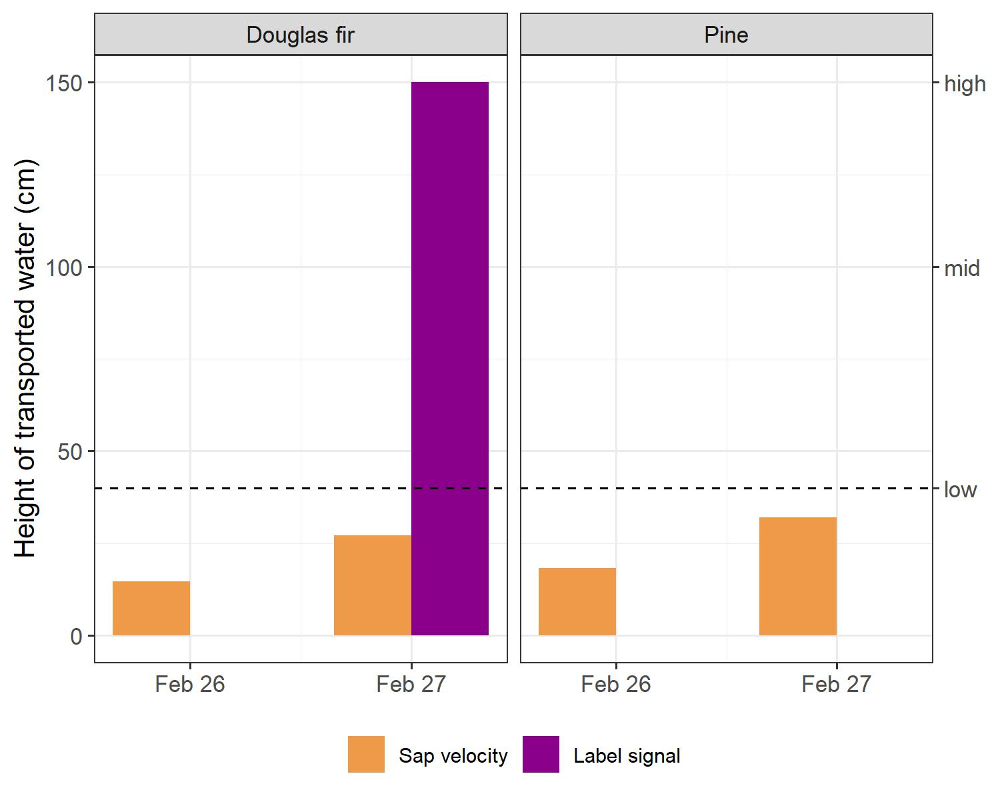 Douglas fir
Pine
Height of transported water (cm)
150
100
50
0
high
mid
low
Feb 26
Feb 27
Feb 26
Feb 27
Sap velocity
Label signal